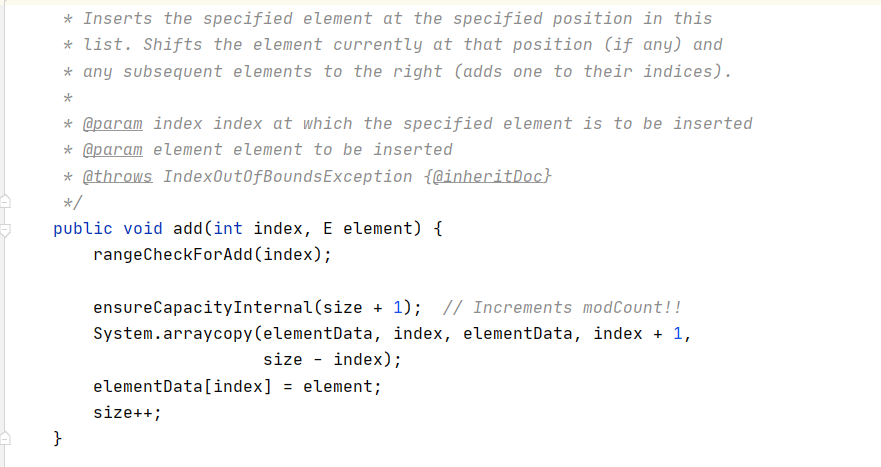 * Inserts the specified element at the specified position in this
* list. Shifts the element currently at that position (if any) and
* any subsequent elements to the right (adds one to their indices).
*
* @param index index at which the specified element is to be inserted
* @param element element to be inserted
* @throws IndexOutOfBoundsException {@inheritDoc}
*/
public void add(int index, E element) {
rangeCheckForAdd(index);
ensureCapacityInternal(size + 1);  // Increments modCount!!
System.arraycopy(elementData, index, elementData, index + 1,
size - index);
elementData[index] = element;
size++;
}